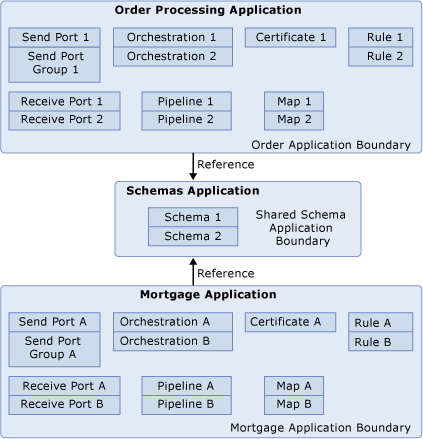 Order Processing Application
Send Port 1
Send Port
Group 1
Orchestration 1
Orchestration 2
Certificate 1
Rule 1
Rule 2
Receive Port 1
Receive Port 2
Pipeline 1
Pipeline 2
Map 1
Map 2
Order Application Boundary
Reference
Schemas Application
Schema 1
Schema 2
Shared Schema
Application
Boundary
Reference
Mortgage Application
Send Port A
Send Port
Group A
Orchestration A
Orchestration B
Certificate A
Rule A
Rule B
Receive Port A
Receive Port B
Pipeline A
Pipeline B
Map A
Map B
Mortgage Application Boundary